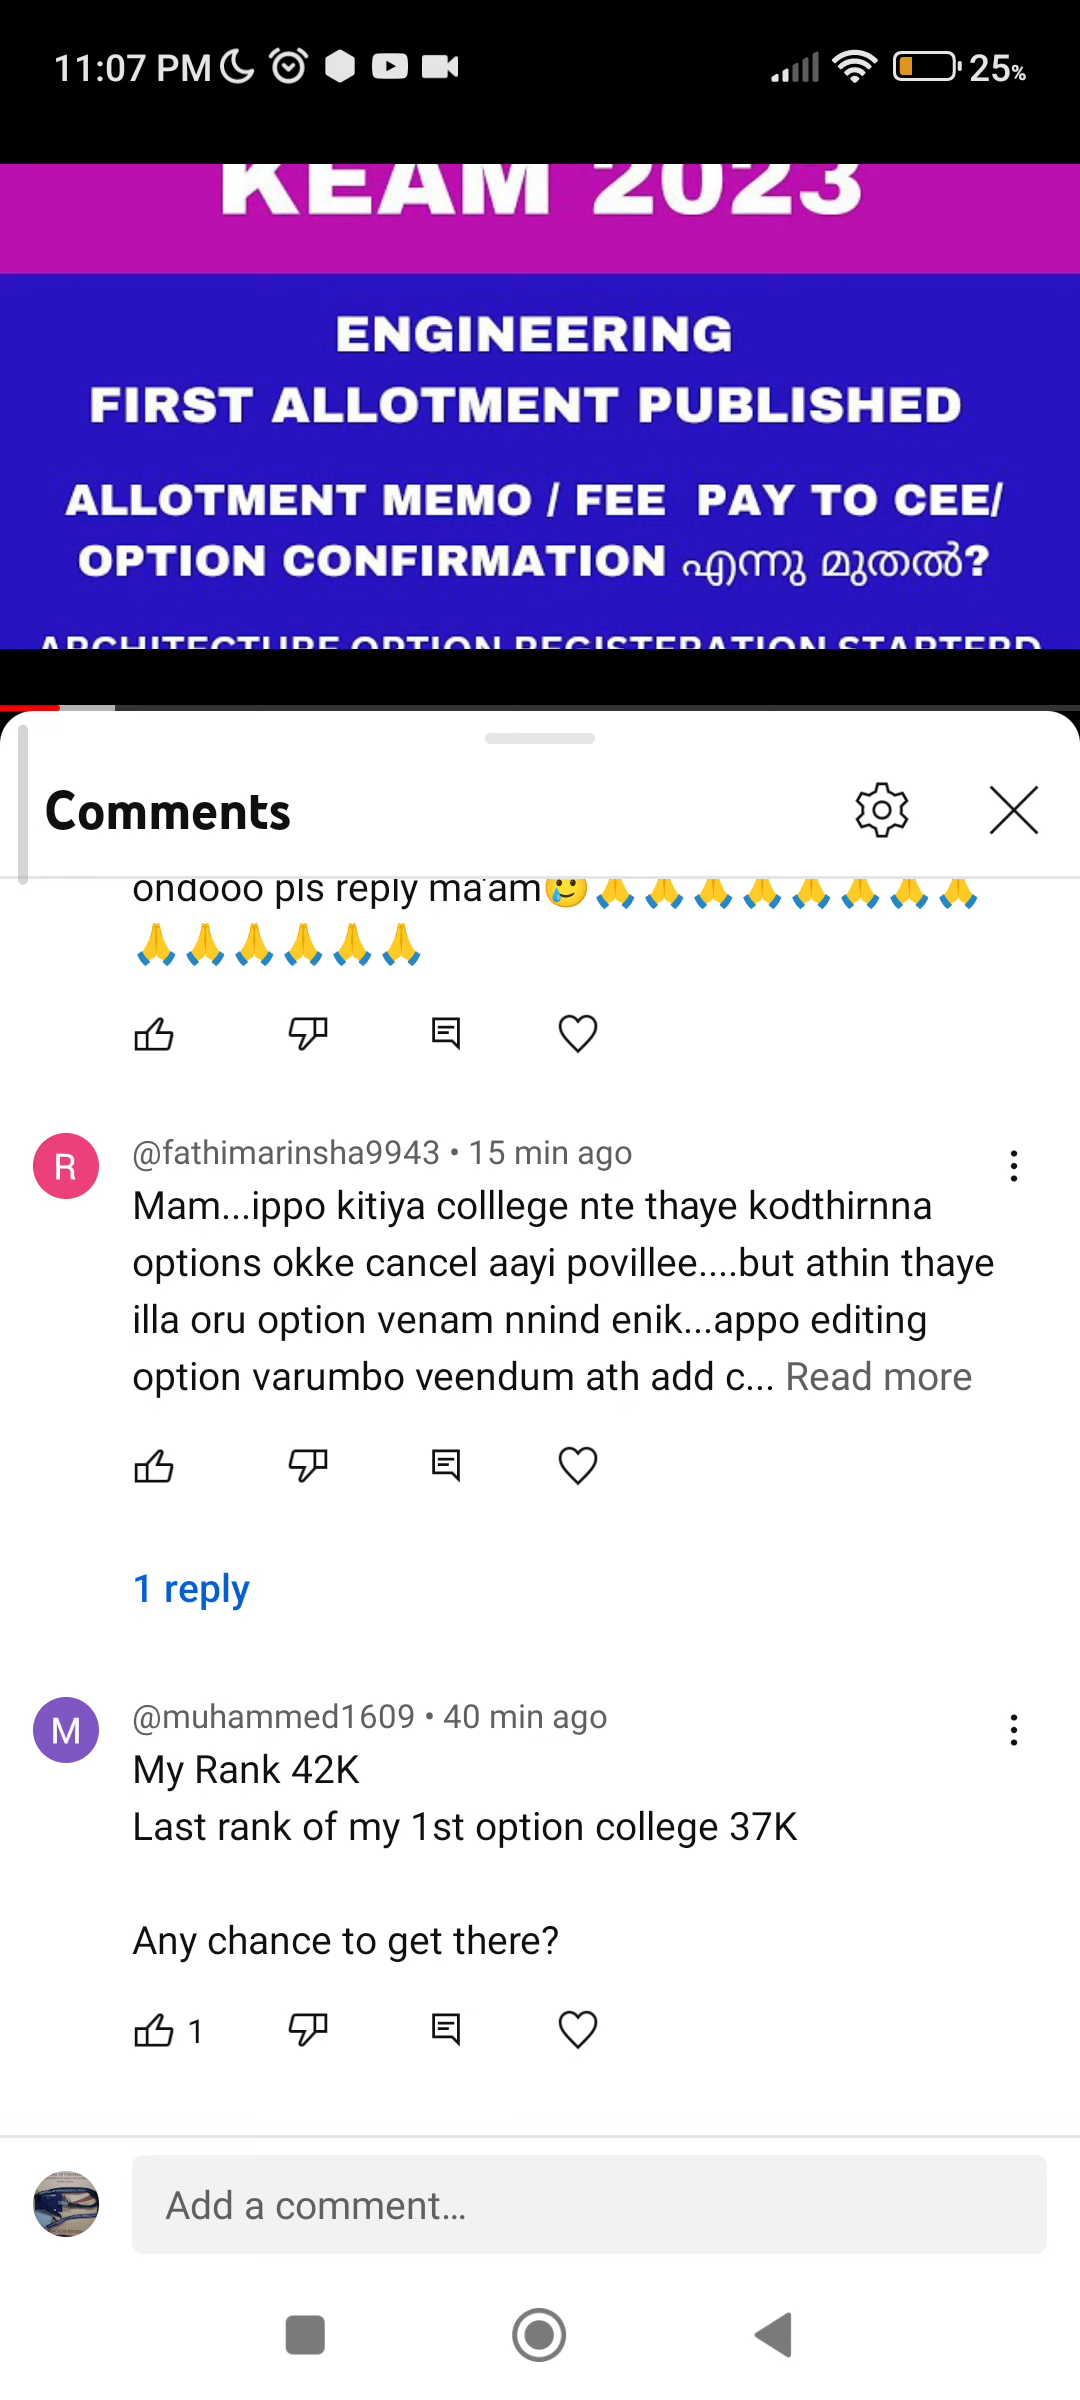 11:07 PM
25%
KEAM 2023
ENGINEERING
FIRST ALLOTMENT PUBLISHED
ALLOTMENT MEMO / FEE PAY TO CEE/
OPTION CONFIRMATION എന്നു മുതൽ?
ARCHITECTURE OPTION REGISTERATION STARTERD
Comments
ondooo pls reply ma'am🥲🙏🙏🙏🙏🙏🙏🙏🙏
🙏🙏🙏🙏🙏🙏
R
@fathimarinsha9943 • 15 min ago
Mam...ippo kitiya colllege nte thaye kodthirnna
options okke cancel aayi povillee....but athin thaye
illa oru option venam nnind enik...appo editing
option varumbo veendum ath add c... Read more
1 reply
M
@muhammed1609 • 40 min ago
My Rank 42K
Last rank of my 1st option college 37K
Any chance to get there?
1
Add a comment...